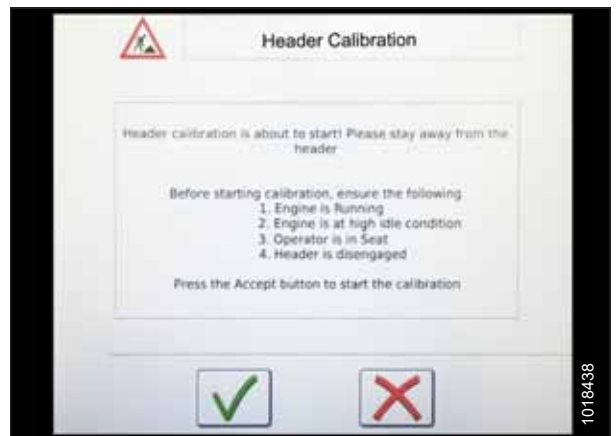 Header Calibration
Header calibration is about to start! Please stay away from the
header
Before starting calibration, ensure the following
1. Engine is Running
2. Engine is at high idle condition
3. Operator is in Seat
4. Header is disengaged
Press the Accept button to start the calibration
1018438